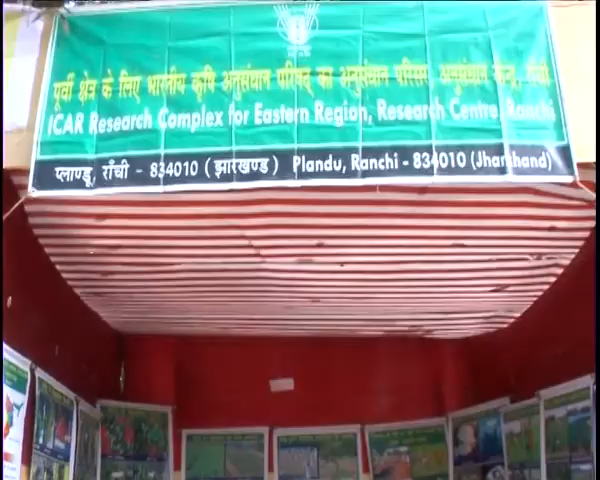 पूर्वी क्षेत्र के लिए भारतीय कृषि अनुसंधान परिषद् का अनुसंधान परिसर, अनुसंधान केन्द्र, राँची
ICAR Research Complex for Eastern Region, Research Centre, Ranchi
प्लाण्डू, राँची - 834010 (झारखण्ड) Plandu, Ranchi - 834010 (Jharkhand)